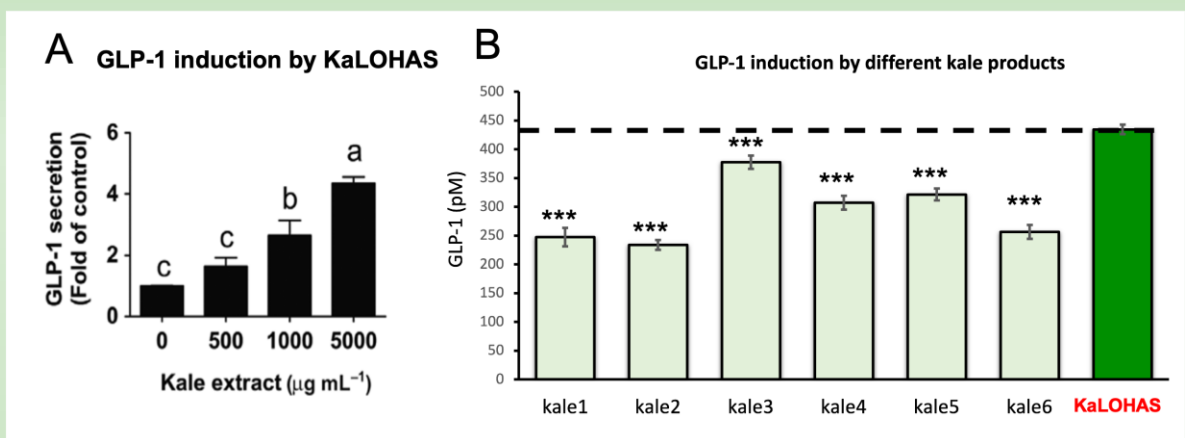 A GLP-1 induction by KaLOHAS
GLP-1 secretion
(Fold of control)
6
4
2
0
c
c
b
a
0 500 1000 5000
Kale extract (μg mL⁻¹)
B
GLP-1 induction by different kale products
GLP-1 (pM)
500
450
400
350
300
250
200
150
100
50
0
***
***
***
***
***
***
kale1 kale2 kale3 kale4 kale5 kale6 KaLOHAS